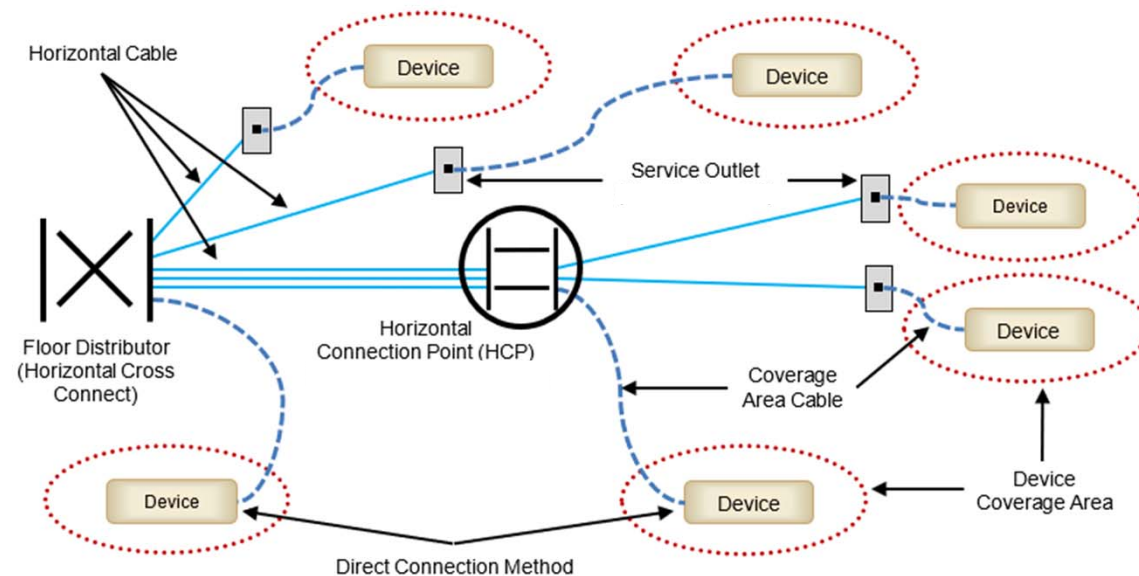 Horizontal Cable
Device
Device
Service Outlet
Device
Floor Distributor
(Horizontal Cross
Connect)
Horizontal
Connection Point (HCP)
Device
Coverage
Area Cable
Device
Device
Device
Coverage Area
Direct Connection Method